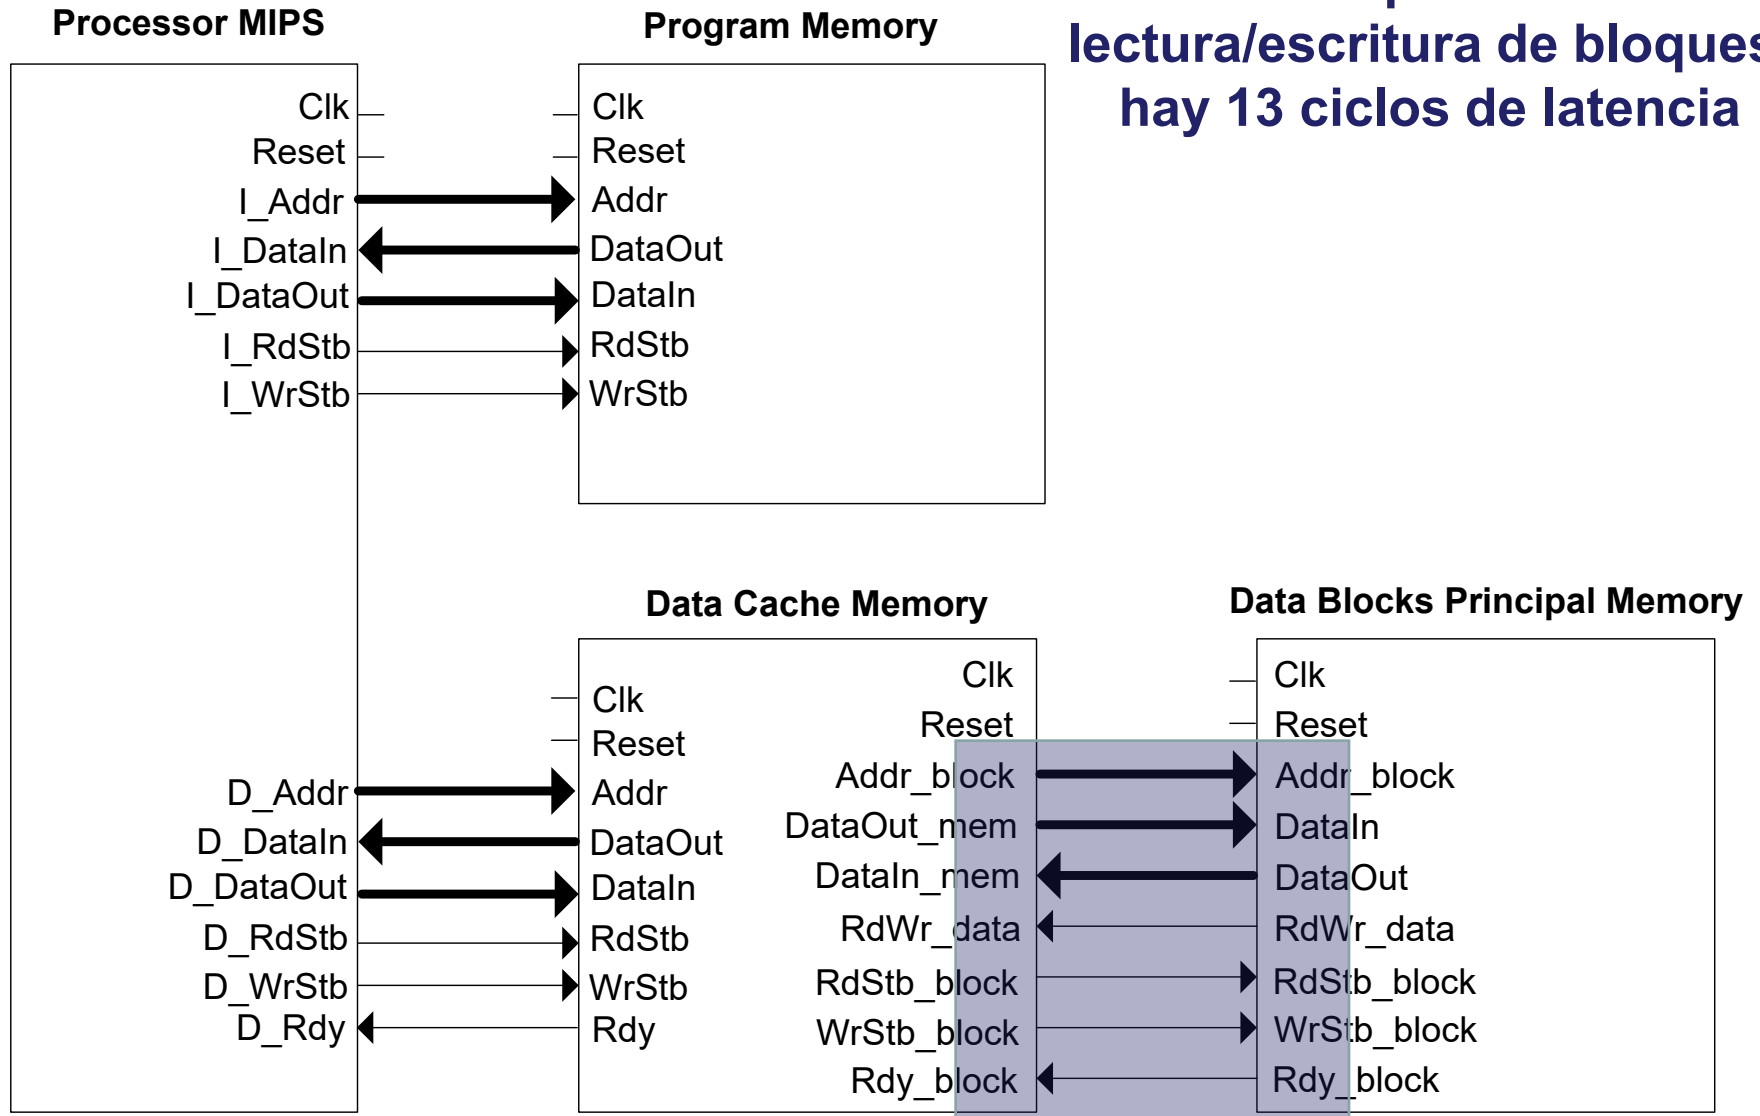 lectura/escritura de bloques
hay 13 ciclos de latencia
Processor MIPS
Clk
Reset
I_Addr
I_DataIn
I_DataOut
I_RdStb
I_WrStb
D_Addr
D_DataIn
D_DataOut
D_RdStb
D_WrStb
D_Rdy
Program Memory
Clk
Reset
Addr
DataOut
DataIn
RdStb
WrStb
Data Cache Memory
Clk
Reset
Addr
DataOut
DataIn
RdStb
WrStb
Rdy
Clk
Reset
Addr_block
DataOut_mem
DataIn_mem
RdWr_data
RdStb_block
WrStb_block
Rdy_block
Data Blocks Principal Memory
Clk
Reset
Addr_block
DataIn
DataOut
RdWr_data
RdStb_block
WrStb_block
Rdy_block